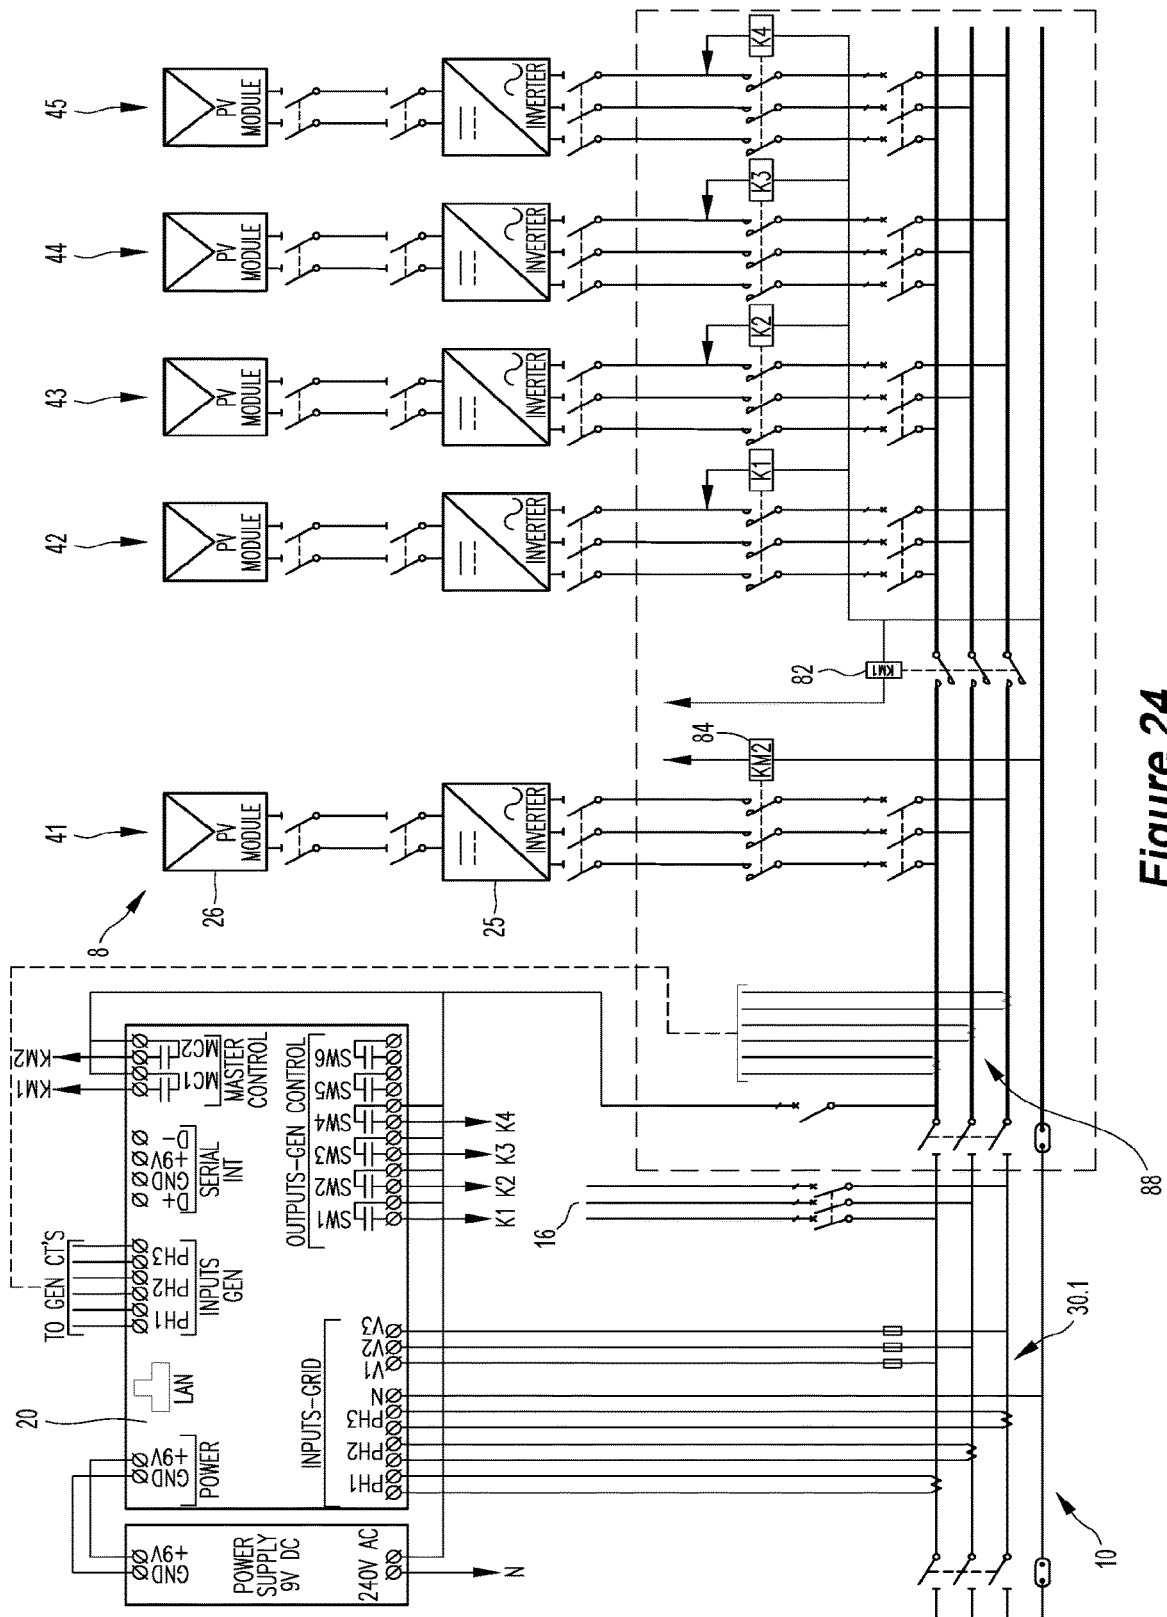 45
44
43
42
41
8
PV
MODULE
PV
MODULE
PV
MODULE
PV
MODULE
PV
MODULE
26
INVERTER
INVERTER
INVERTER
INVERTER
INVERTER
25
K4
K3
K2
K1
82
KM1
84
KM2
KM2
KM1
MC2
MC1
MASTER
CONTROL
D-
+9V
GND
D+
SERIAL
INT
TO GEN CT'S
PH3
PH2
PH1
INPUTS
GEN
LAN
20
+9V
GND
POWER
OUTPUTS-GEN CONTROL
SW6
SW5
SW4
SW3
SW2
SW1
K4
K3
K2
K1
INPUTS-GRID
V3
V2
V1
N
PH3
PH2
PH1
+9V
GND
POWER
SUPPLY
9V DC
240V AC
N
16
88
30.1
10
Figure 24